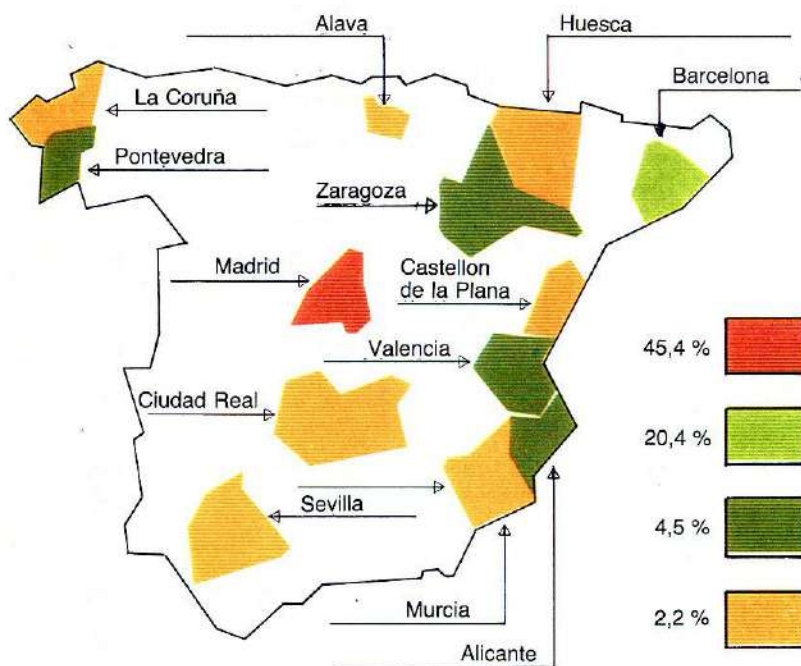 Alava
Huesca
Barcelona
La Coruña
Pontevedra
Zaragoza
Madrid
Castellon
de la Plana
Valencia
Ciudad Real
Sevilla
Murcia
Alicante
45,4 %
20,4 %
4,5 %
2,2 %